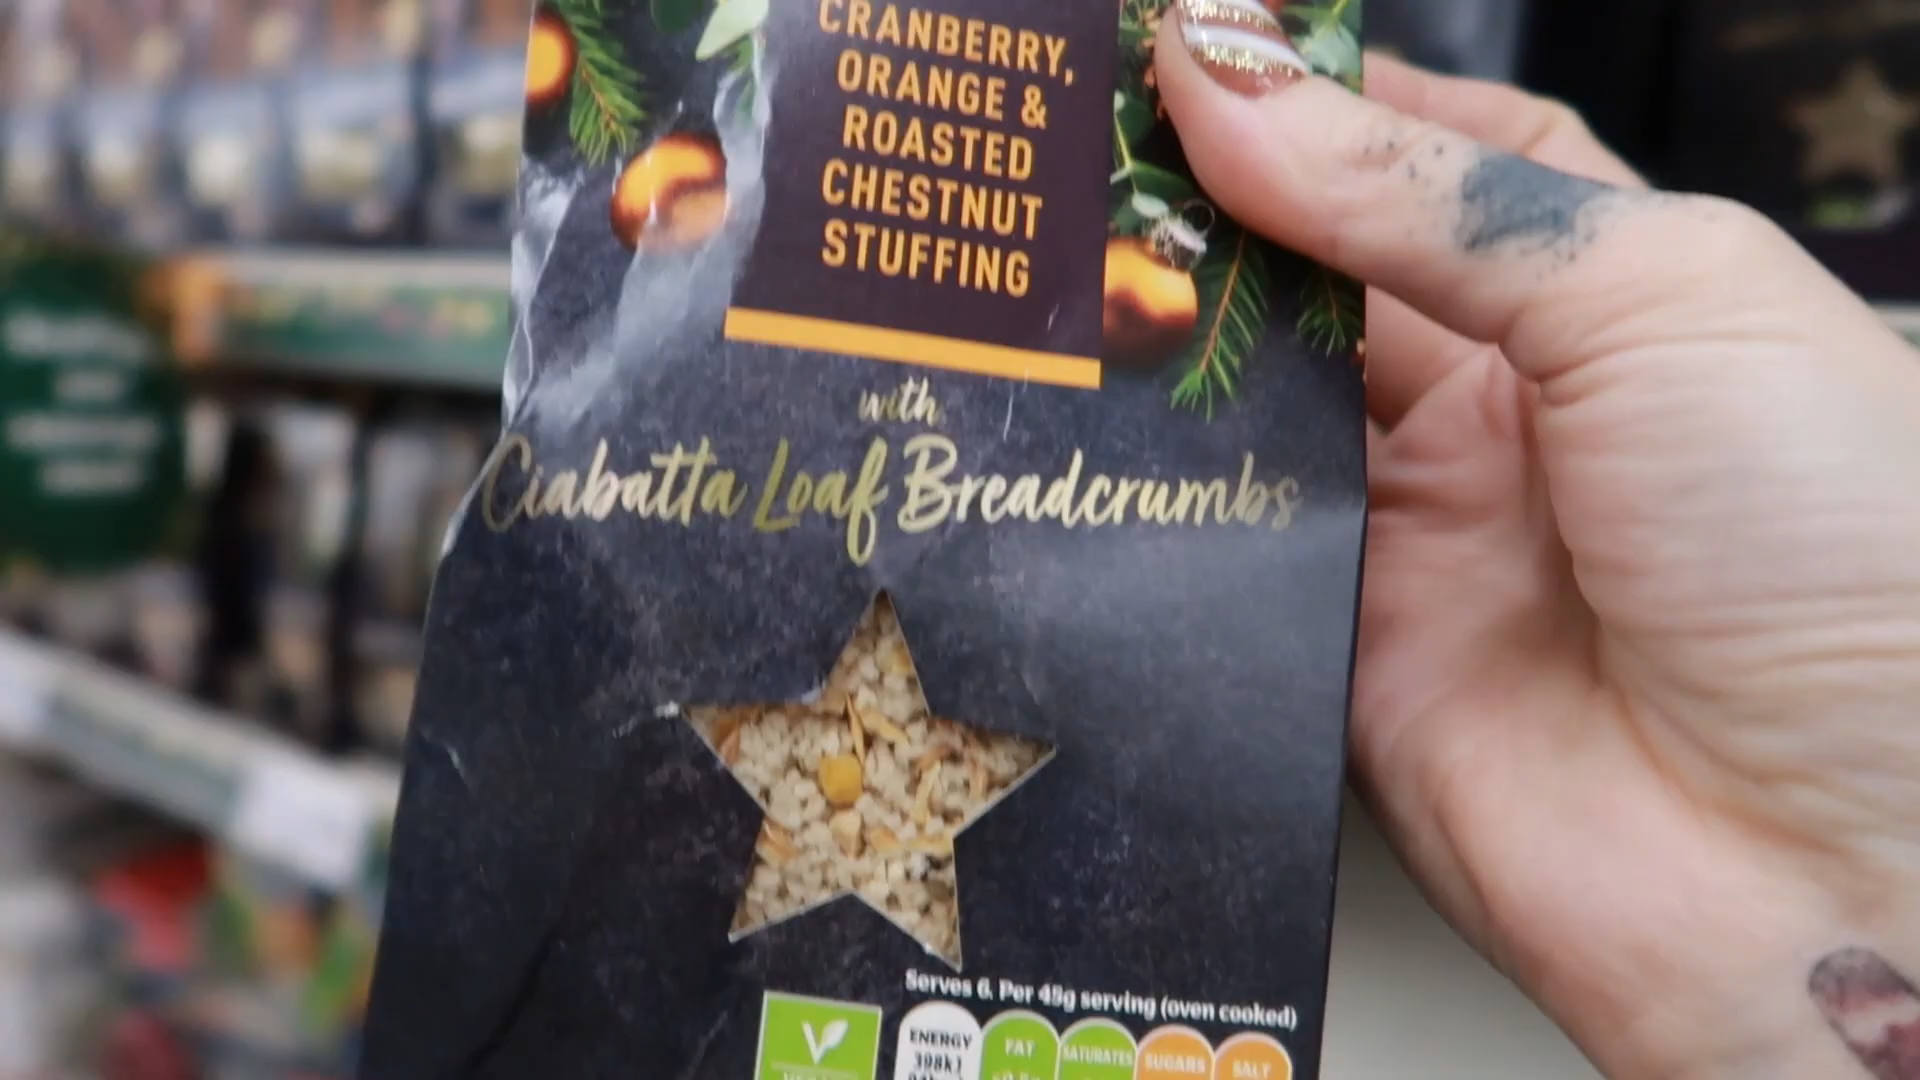 CRANBERRY,
ORANGE &
ROASTED
CHESTNUT
STUFFING
with
Ciabatta Loaf Breadcrumbs
Serves 6. Per 45g serving (oven cooked)
ENERGY
398kJ
FAT
SATURATES
SUGARS
SALT